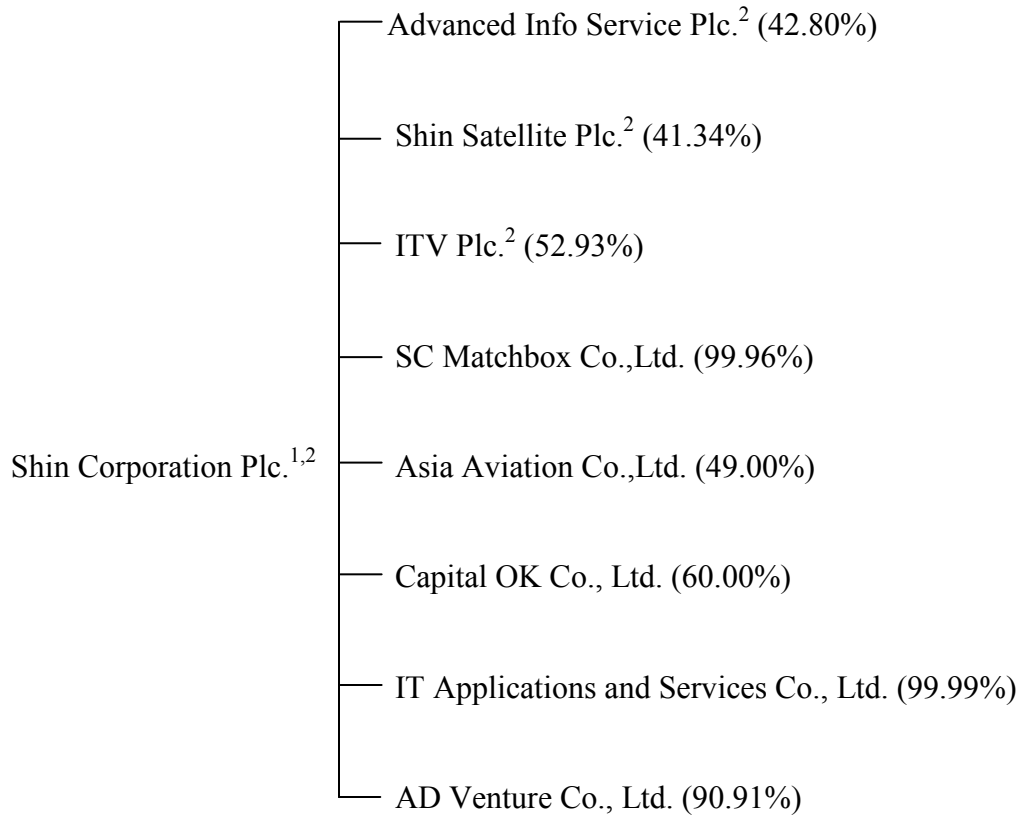 Advanced Info Service Plc.² (42.80%)
Shin Satellite Plc.² (41.34%)
ITV Plc.² (52.93%)
SC Matchbox Co.,Ltd. (99.96%)
Shin Corporation Plc.¹,²
Asia Aviation Co.,Ltd. (49.00%)
Capital OK Co., Ltd. (60.00%)
IT Applications and Services Co., Ltd. (99.99%)
AD Venture Co., Ltd. (90.91%)